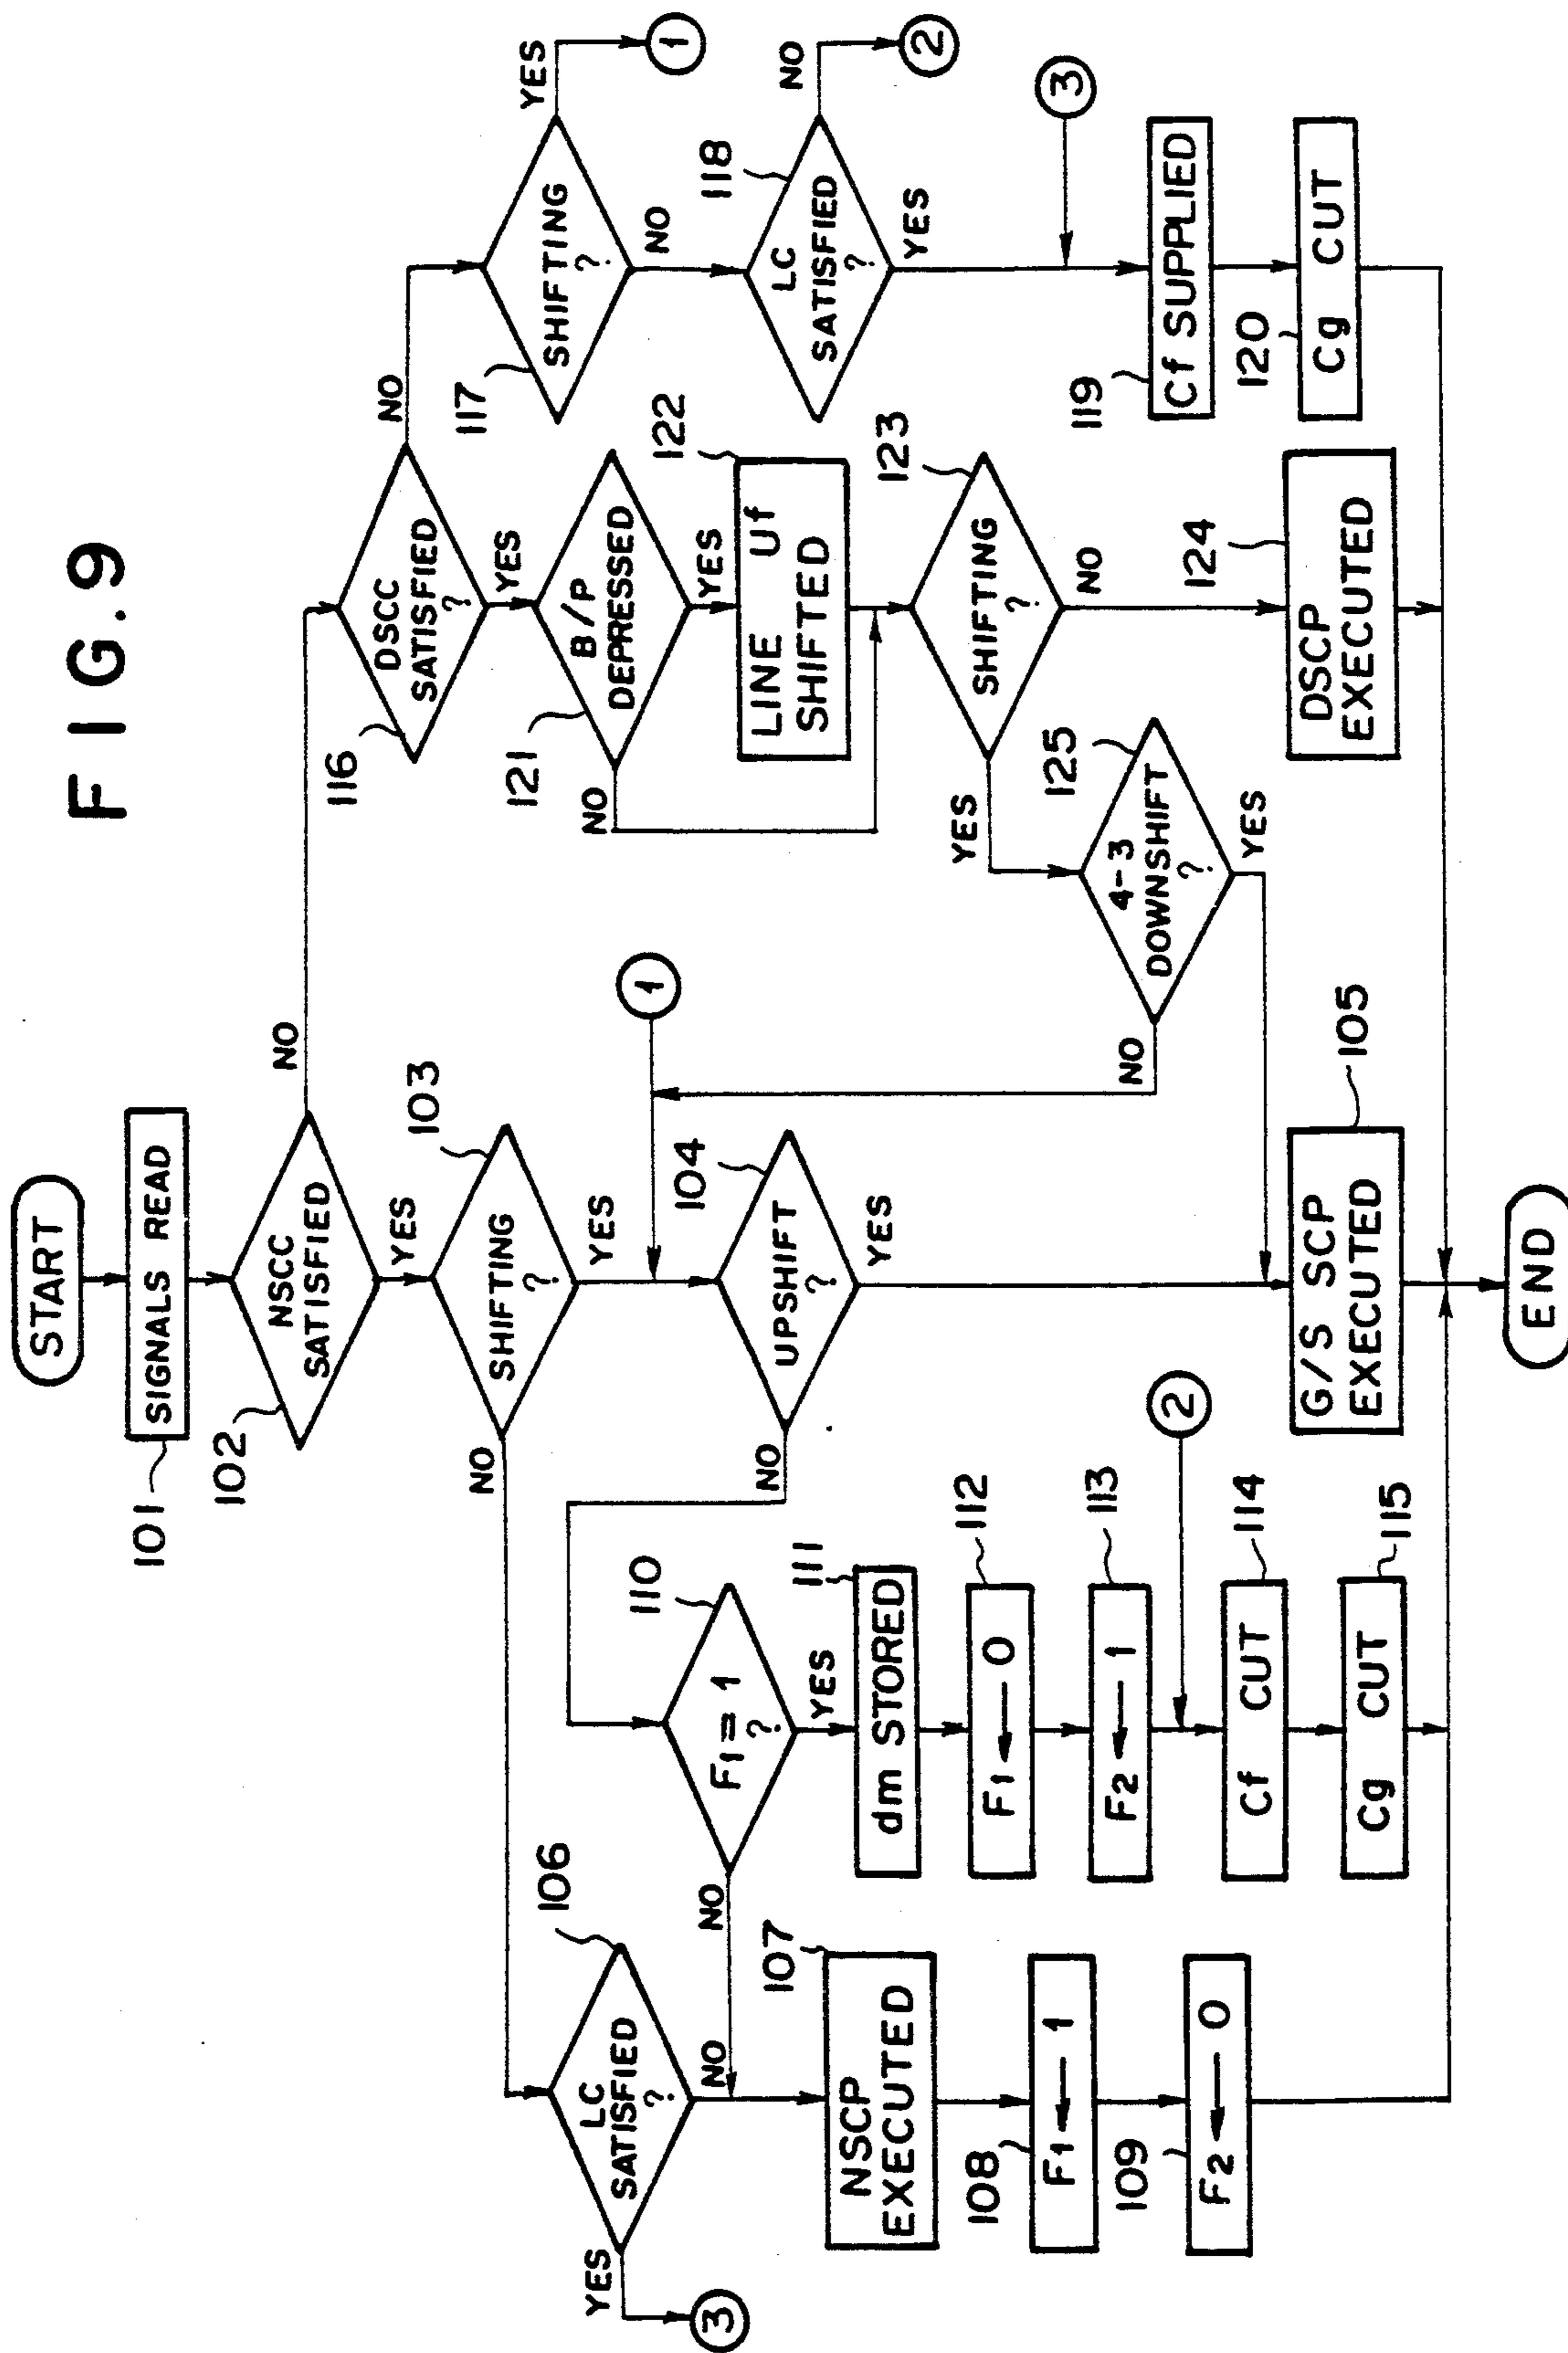 FIG.9
START
101
SIGNALS READ
102
NSCC
SATISFIED
YES
NO
103
SHIFTING
?
YES
NO
1
104
UPSHIFT
?
YES
NO
G/S SCP
EXECUTED
105
END
106
LC
SATISFIED
?
YES
3
NO
107
NSCP
EXECUTED
108
F1 ← 1
109
F2 ← 0
110
F1 = 1
?
NO
YES
111
dm STORED
112
F1 ← 0
113
F2 ← 1
2
114
Cf CUT
115
Cg CUT
116
DSCC
SATISFIED
?
NO
YES
121
B/P
DEPRESSED
NO
YES
122
LINE Uf
SHIFTED
123
SHIFTING
?
YES
NO
124
DSCP
EXECUTED
125
4-3
DOWNSHIFT
?
NO
YES
117
SHIFTING
?
YES
1
NO
118
LC
SATISFIED
?
NO
2
YES
3
119
Cf SUPPLIED
120
Cg CUT